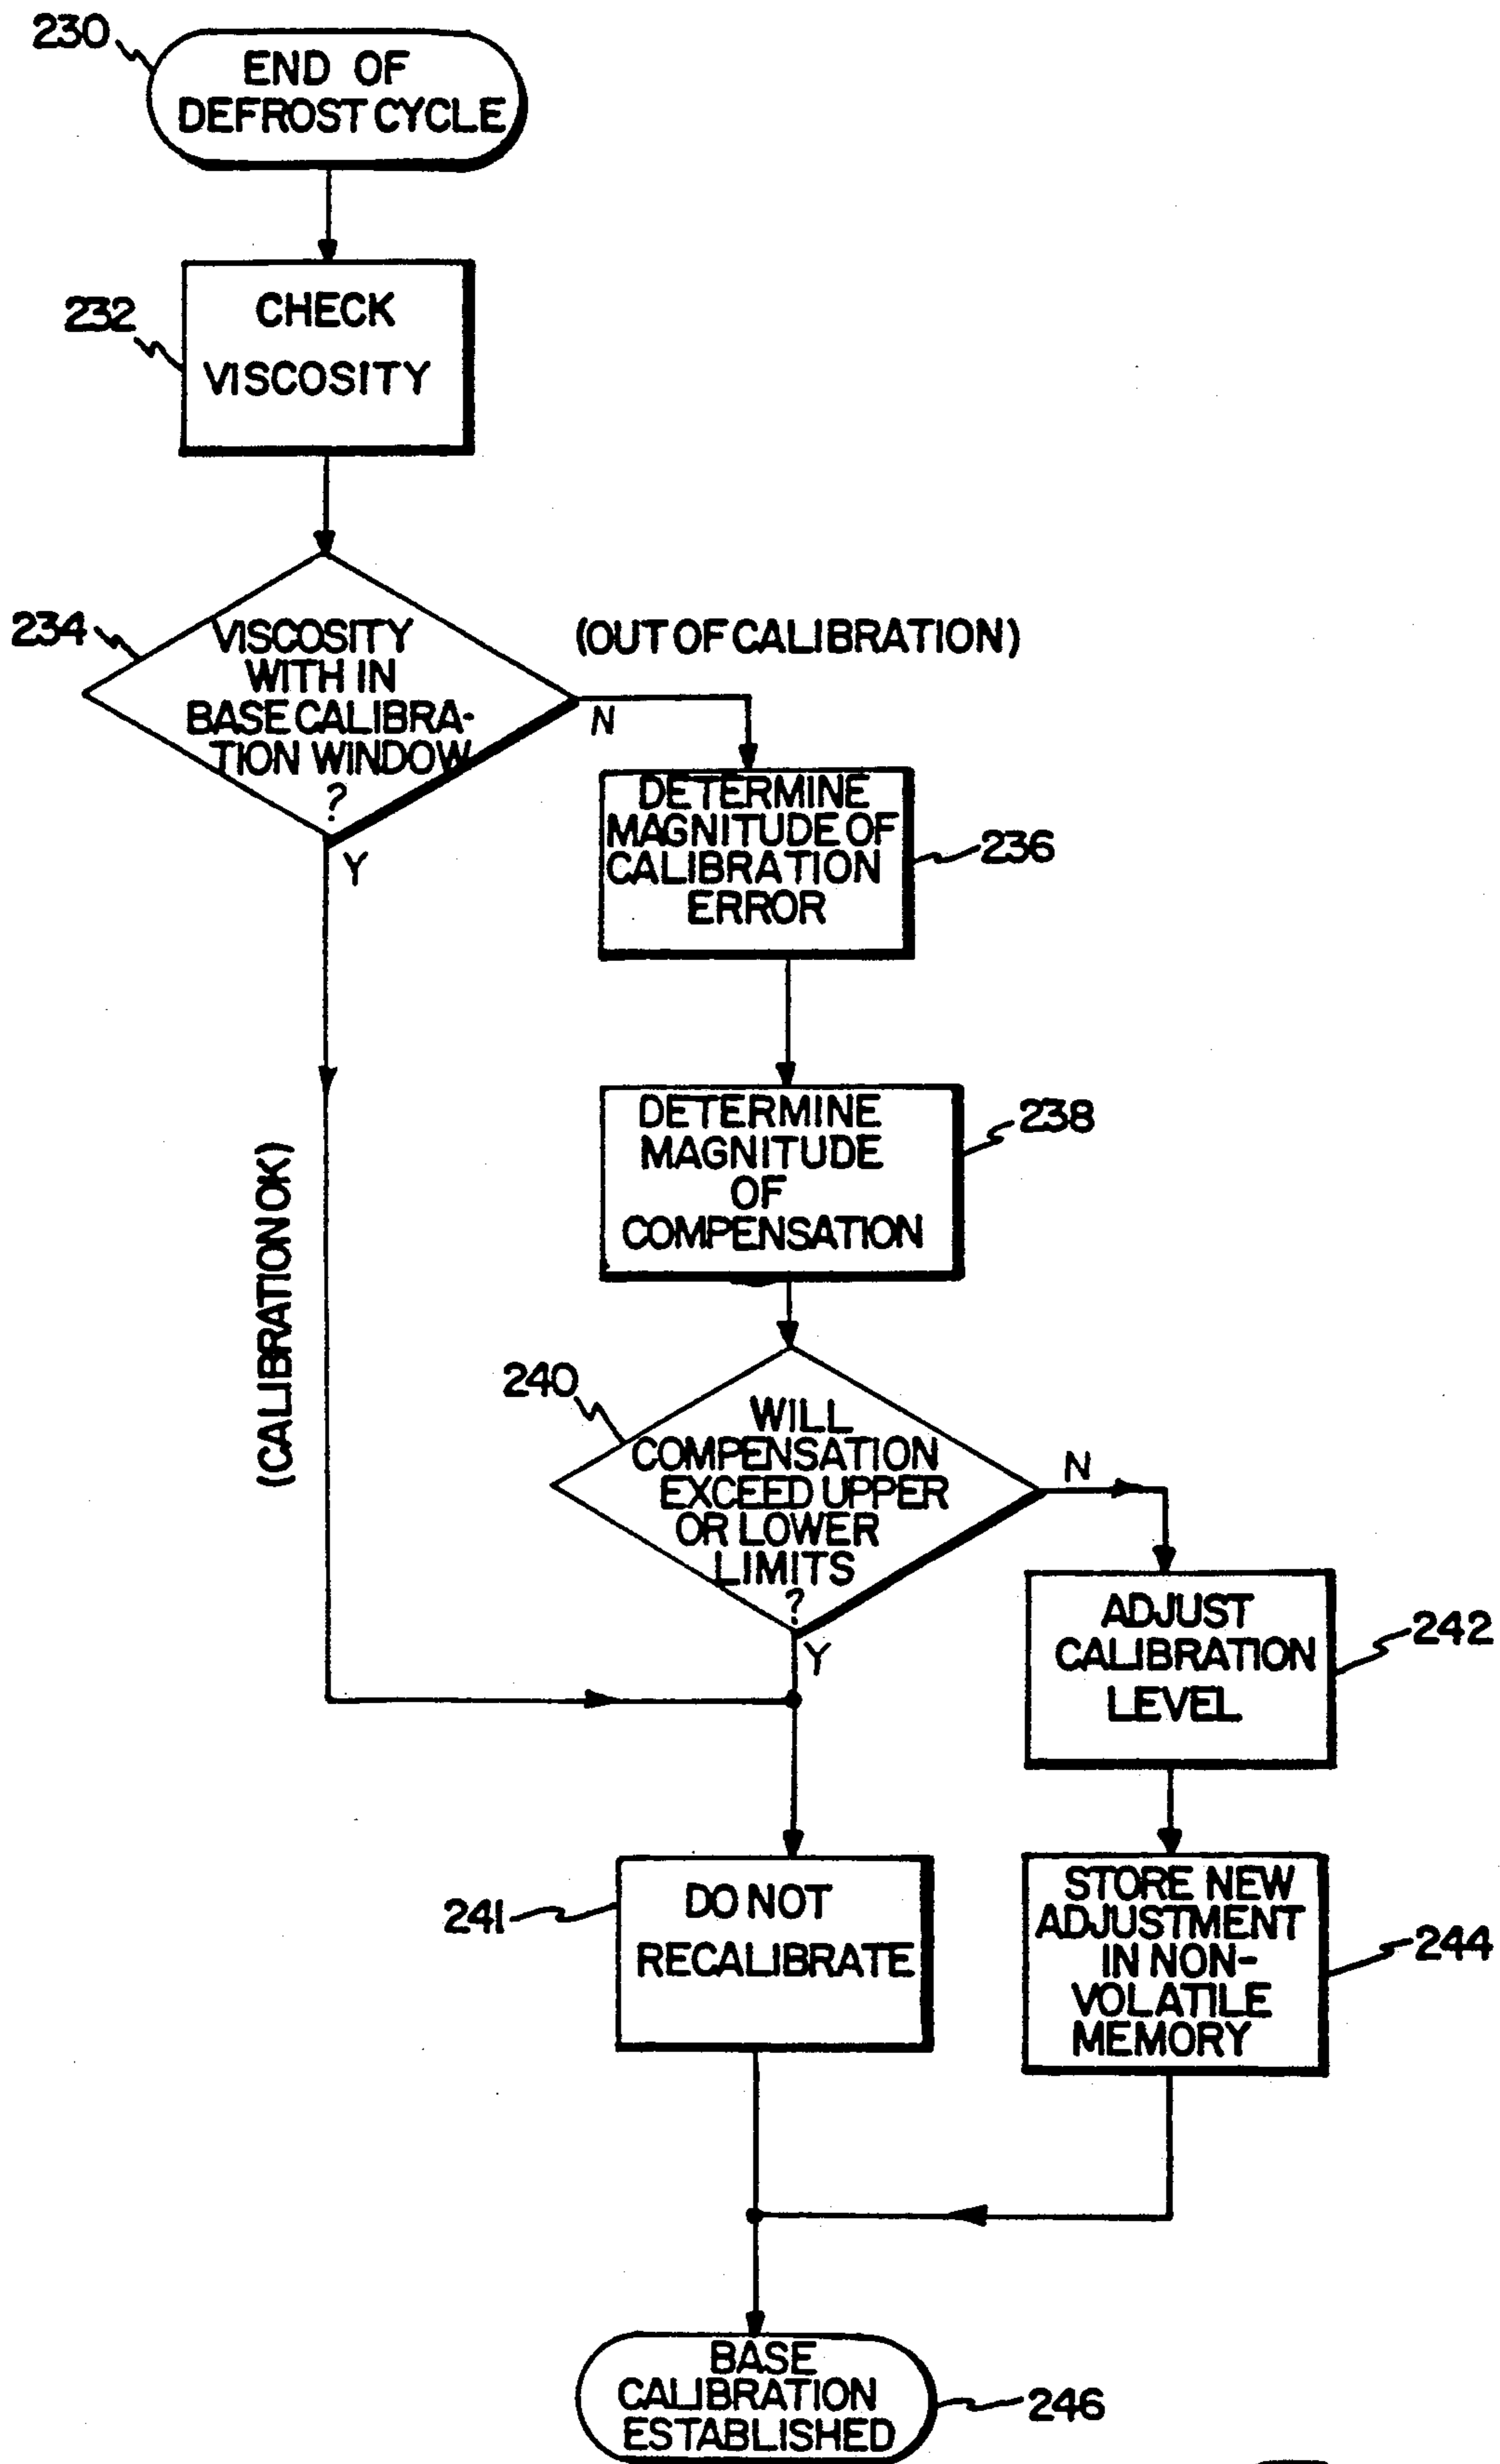 230
END OF
DEFROST CYCLE
232
CHECK
VISCOSITY
234
VISCOSITY
WITH IN
BASE CALIBRA-
TION WINDOW
?
(OUT OF CALIBRATION)
N
Y
DETERMINE
MAGNITUDE OF
CALIBRATION
ERROR
236
DETERMINE
MAGNITUDE
OF
COMPENSATION
238
(CALIBRATION OK)
240
WILL
COMPENSATION
EXCEED UPPER
OR LOWER
LIMITS
?
N
Y
ADJUST
CALIBRATION
LEVEL
242
241
DO NOT
RECALIBRATE
STORE NEW
ADJUSTMENT
IN NON-
VOLATILE
MEMORY
244
BASE
CALIBRATION
ESTABLISHED
246